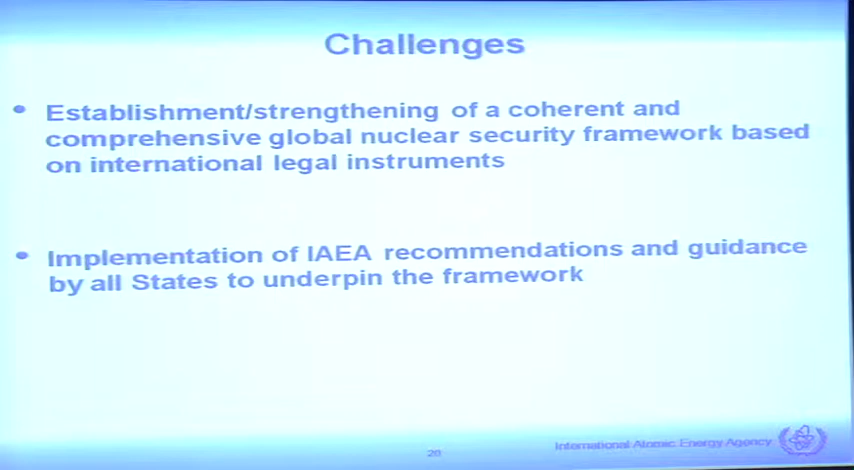 Challenges
• Establishment/strengthening of a coherent and
comprehensive global nuclear security framework based
on international legal instruments
• Implementation of IAEA recommendations and guidance
by all States to underpin the framework
20
International Atomic Energy Agency